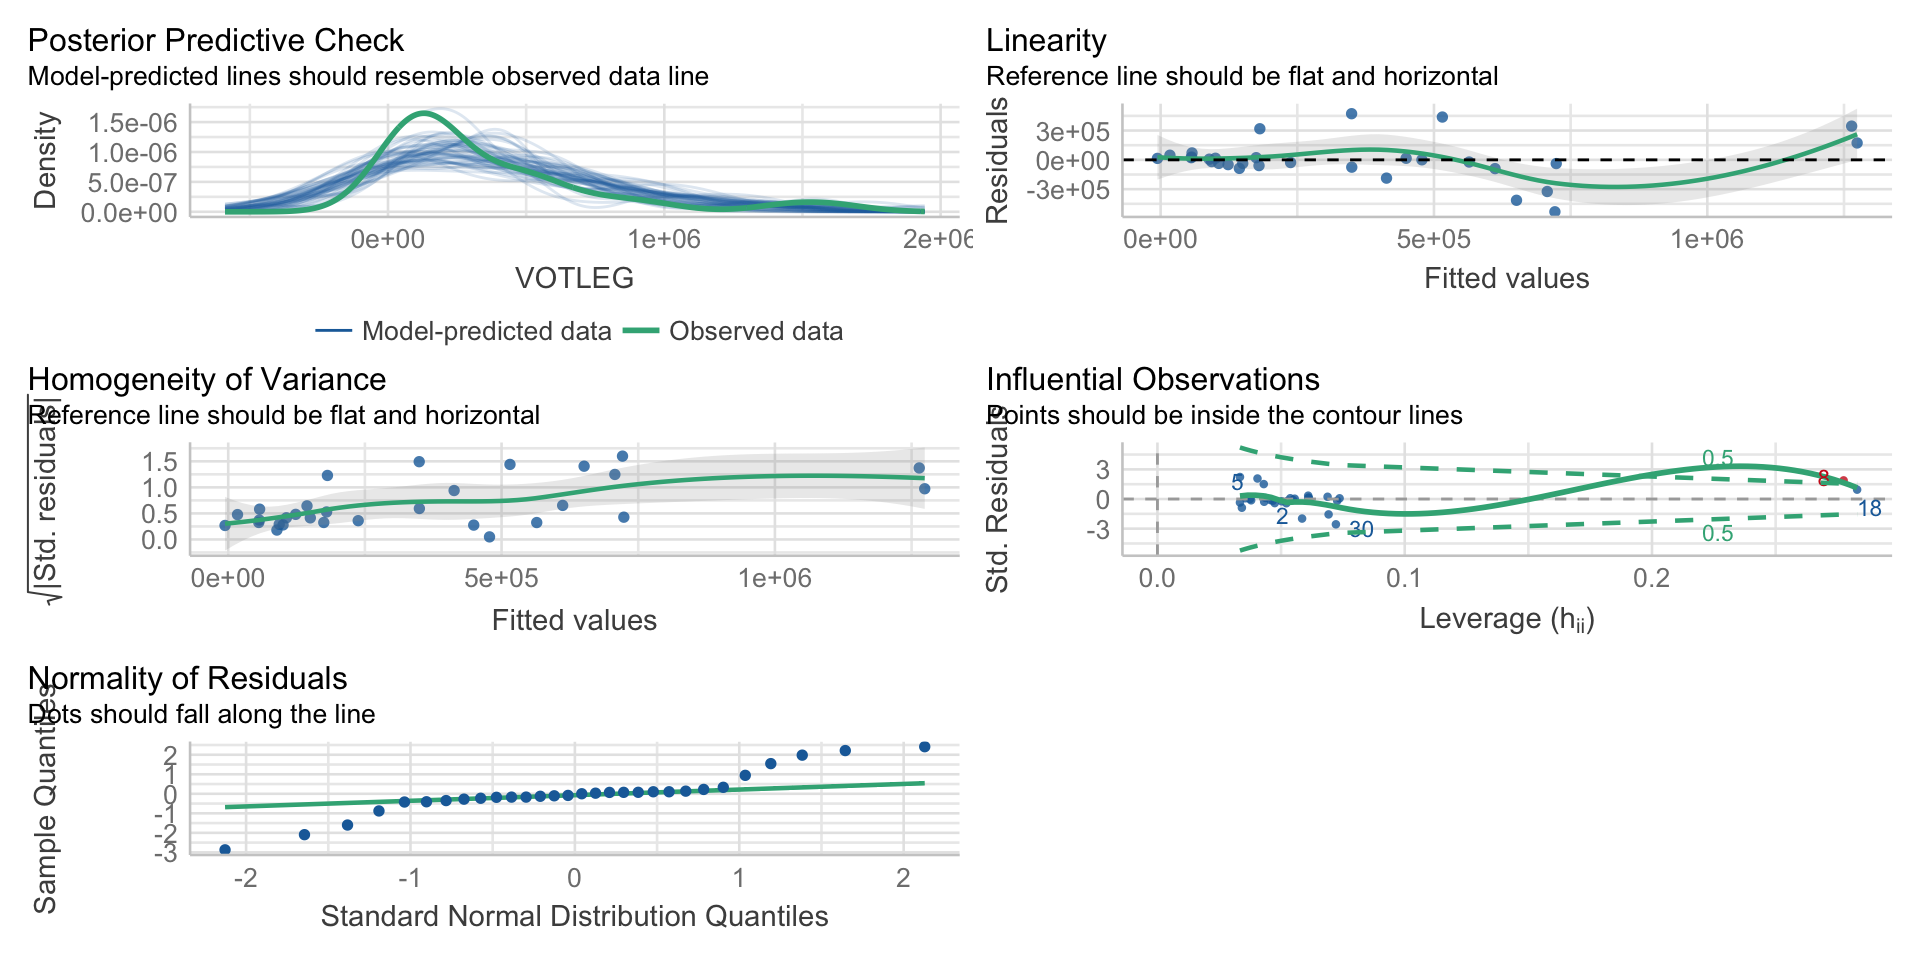 Posterior Predictive Check
Model-predicted lines should resemble observed data line
Density
1.5e-06
1.0e-06
5.0e-07
0.0e+00
0e+00 1e+06 2e+06
VOTLEG
Model-predicted data Observed data
Linearity
Reference line should be flat and horizontal
Residuals
3e+05
0e+00
-3e+05
0e+00 5e+05 1e+06
Fitted values
Homogeneity of Variance
Reference line should be flat and horizontal
√|Std. residuals|
1.5
1.0
0.5
0.0
0e+00 5e+05 1e+06
Fitted values
Influential Observations
Points should be inside the contour lines
Std. Residuals
3
0
-3
0.5
8
5
2
30
18
0.5
0.0 0.1 0.2
Leverage (hᵢᵢ)
Normality of Residuals
Dots should fall along the line
Sample Quantiles
2
1
0
-1
-2
-3
-2 -1 0 1 2
Standard Normal Distribution Quantiles